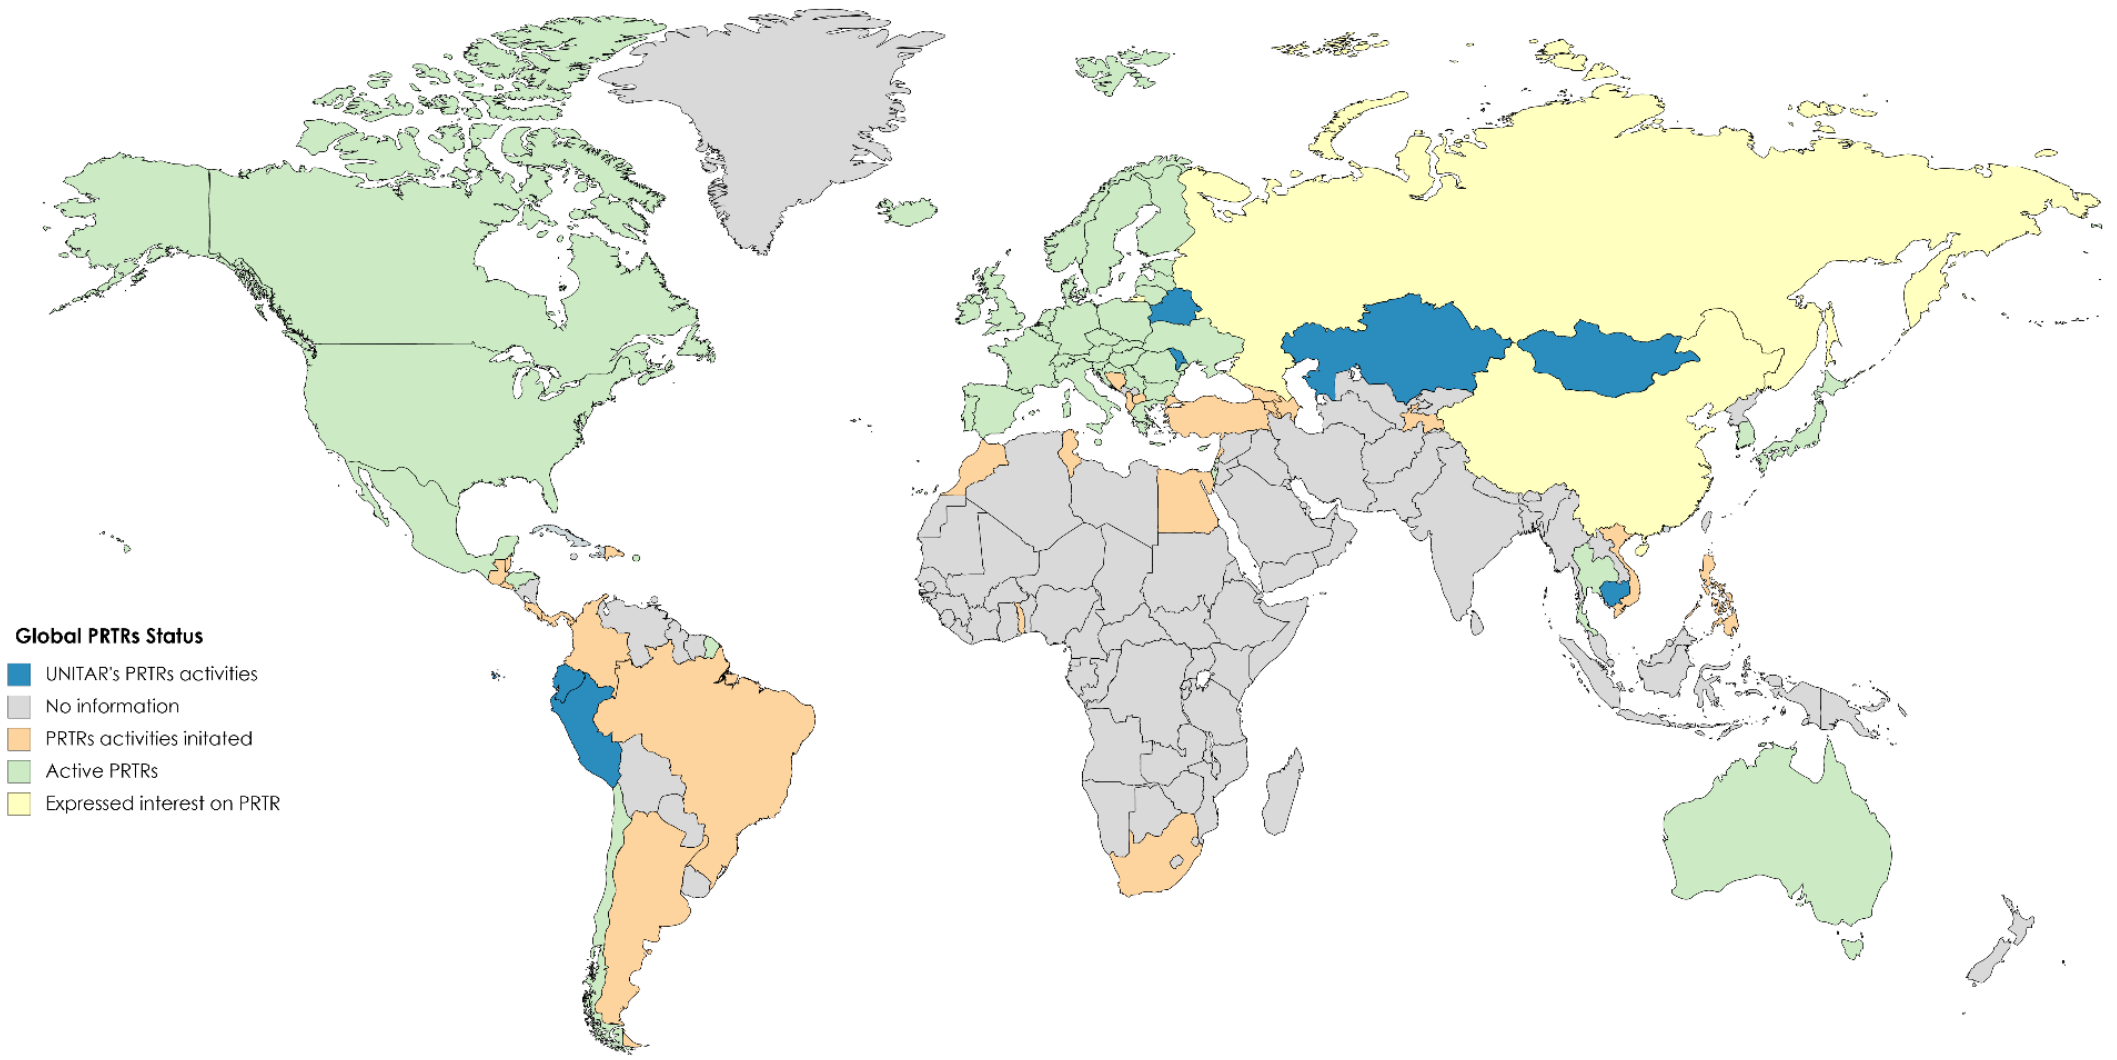 Global PRTRs Status
UNITAR's PRTRs activities
No information
PRTRs activities initated
Active PRTRs
Expressed interest on PRTR